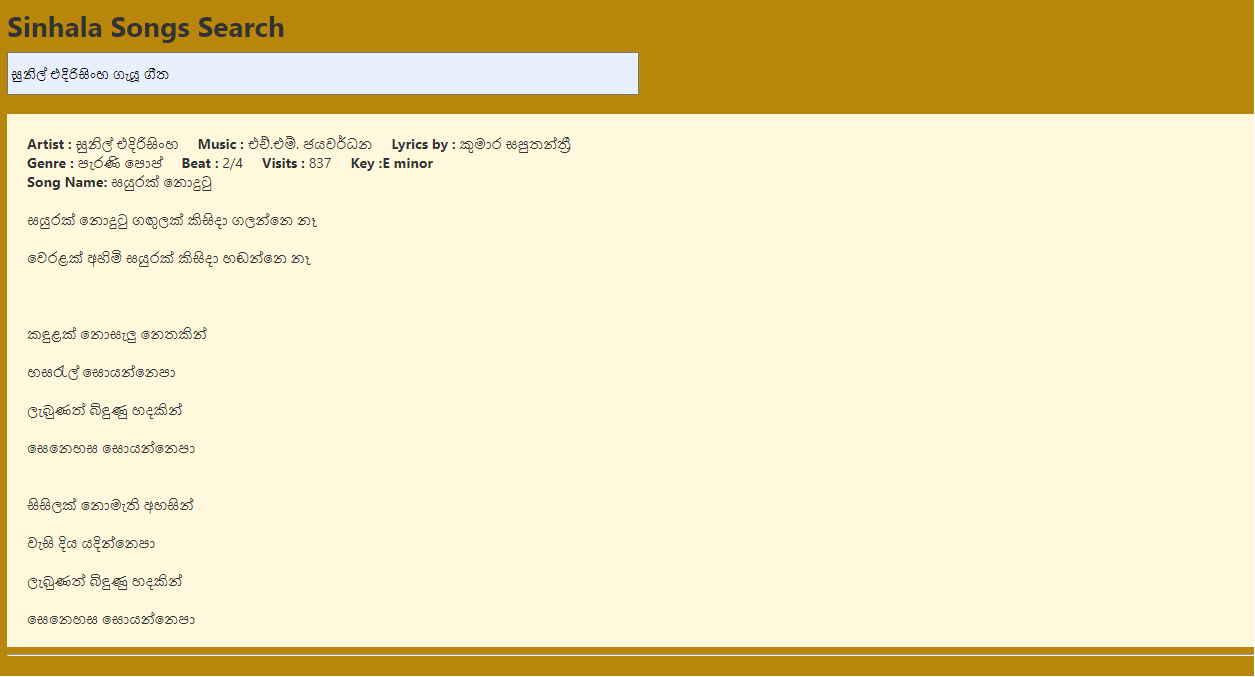 Sinhala Songs Search
සුනිල් එදිරිසිංහ ගැයූ ගීත
Artist : සුනිල් එදිරිසිංහ Music : එච්.එම්. ජයවර්ධන Lyrics by : කුමාර සපුතන්ත්‍රී
Genre : පැරණි පොප් Beat : 2/4 Visits : 837 Key :E minor
Song Name: සයුරක් නොදුටු
සයුරක් නොදුටු ගඟුලක් කිසිදා ගලන්නෙ නෑ
වෙරළක් අහිමි සයුරක් කිසිදා හඬන්නෙ නෑ
කඳුළක් නොසැලු නෙතකින්
හසරැල් සොයන්නෙපා
ලැබුණත් බිඳුණු හදකින්
සෙනෙහස සොයන්නෙපා
සිසිලක් නොමැති අහසින්
වැසි දිය යදින්නෙපා
ලැබුණත් බිඳුණු හදකින්
සෙනෙහස සොයන්නෙපා